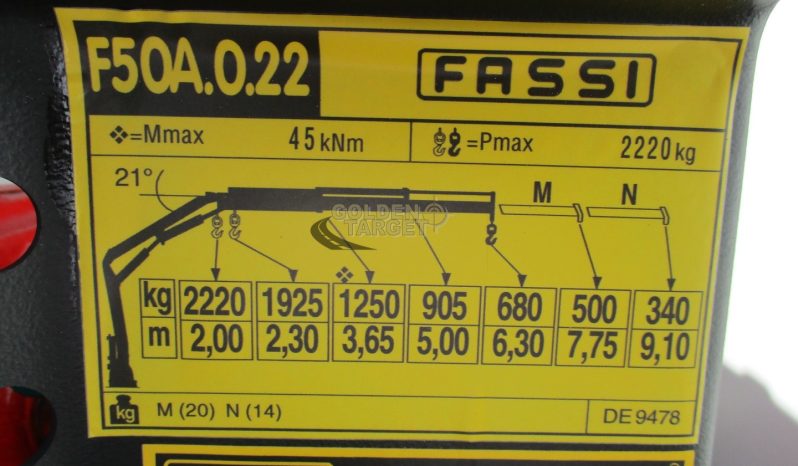 F50A.0.22 FASSI
❖=Mmax 45 kNm =Pmax 2220 kg
21° M N
GOLDEN
TARGET
kg 2220 1925 1250 905 680 500 340
m 2,00 2,30 3,65 5,00 6,30 7,75 9,10
kg M (20) N (14) DE 9478